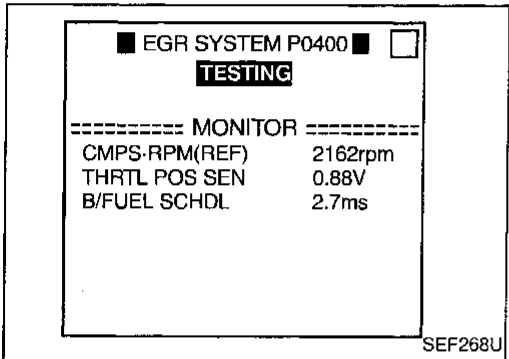 ■ EGR SYSTEM P0400 ■ □
TESTING
========== MONITOR ==========
CMPS·RPM(REF) 2162rpm
THRTL POS SEN 0.88V
B/FUEL SCHDL 2.7ms
SEF268U